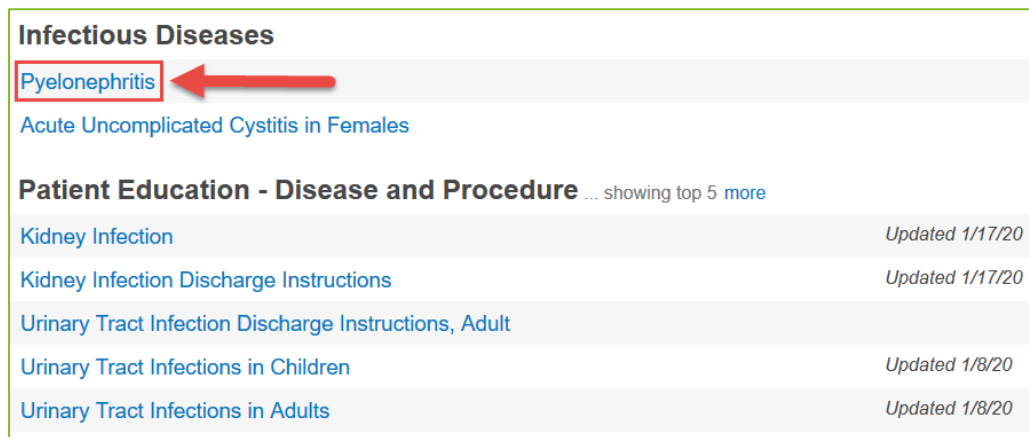 Infectious Diseases
Pyelonephritis
Acute Uncomplicated Cystitis in Females
Patient Education - Disease and Procedure ... showing top 5 more
Kidney Infection Updated 1/17/20
Kidney Infection Discharge Instructions Updated 1/17/20
Urinary Tract Infection Discharge Instructions, Adult
Urinary Tract Infections in Children Updated 1/8/20
Urinary Tract Infections in Adults Updated 1/8/20